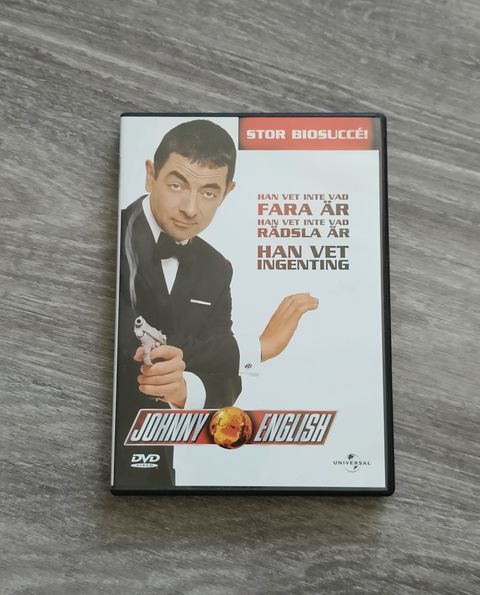 STOR BIOSUCCÉ!
HAN VET INTE VAD
FARA ÄR
HAN VET INTE VAD
RÄDSLA ÄR
HAN VET
INGENTING
JOHNNY ENGLISH
DVD
VIDEO
UNIVERSAL